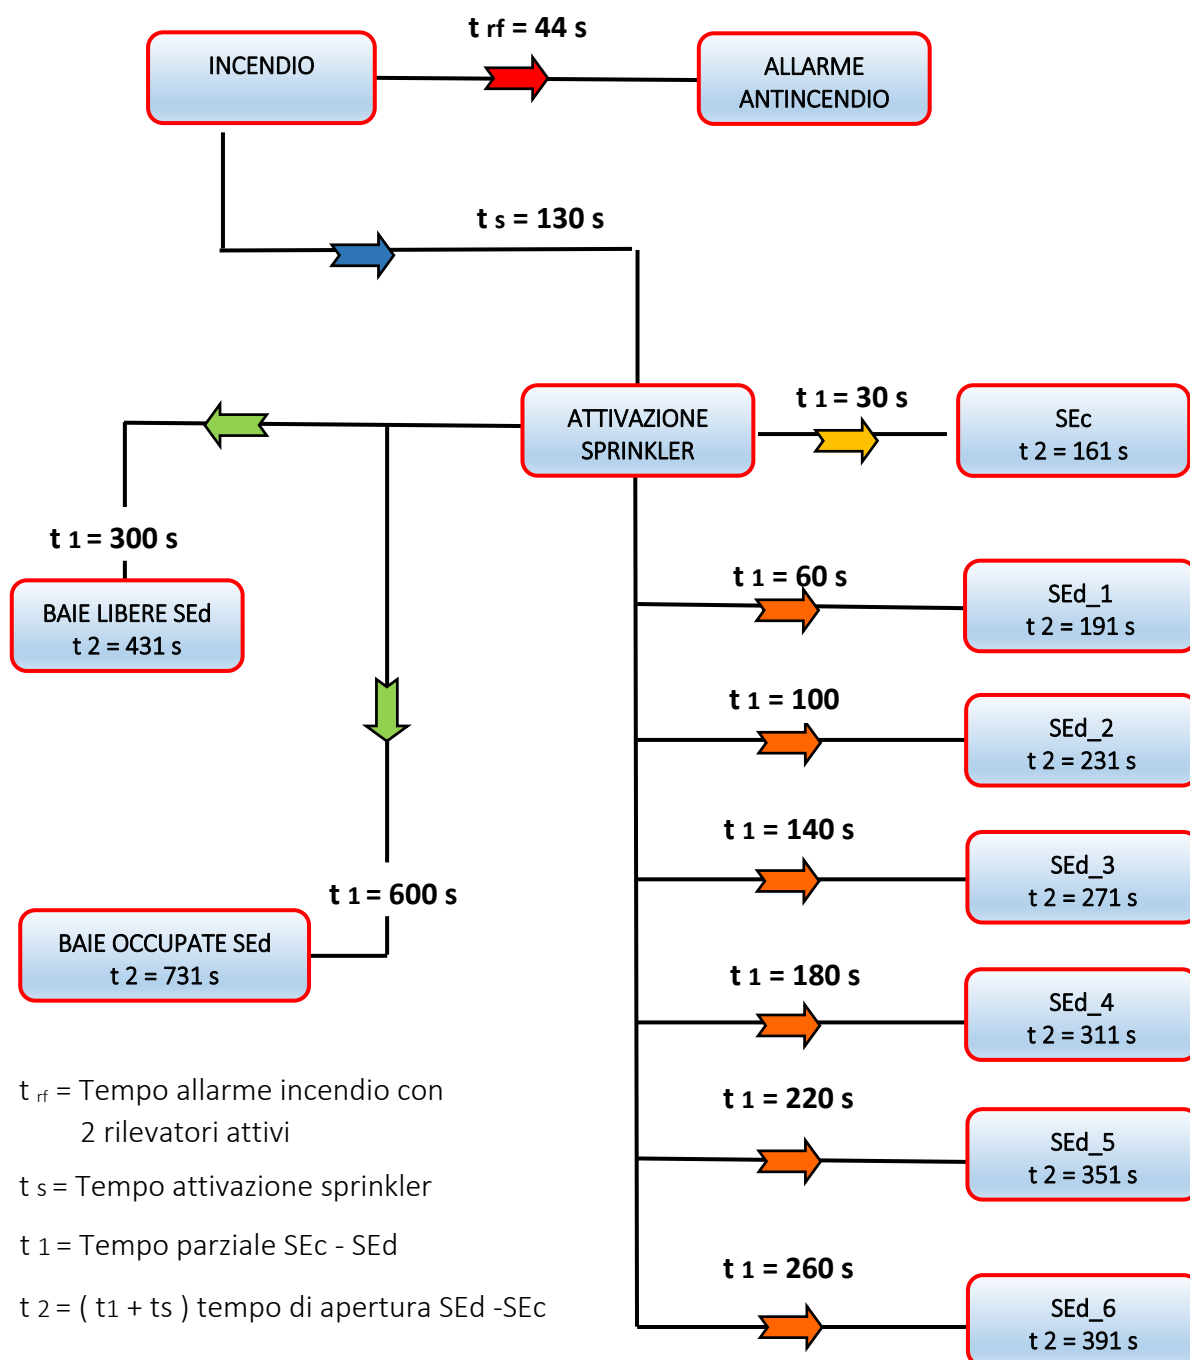 t rf = 44 s
INCENDIO
ALLARME
ANTINCENDIO
t s = 130 s
ATTIVAZIONE
SPRINKLER
t 1 = 30 s
SEc
t 2 = 161 s
t 1 = 300 s
BAIE LIBERE SEd
t 2 = 431 s
t 1 = 60 s
SEd_1
t 2 = 191 s
t 1 = 100
SEd_2
t 2 = 231 s
t 1 = 140 s
SEd_3
t 2 = 271 s
t 1 = 600 s
BAIE OCCUPATE SEd
t 2 = 731 s
t 1 = 180 s
SEd_4
t 2 = 311 s
t 1 = 220 s
SEd_5
t 2 = 351 s
t 1 = 260 s
SEd_6
t 2 = 391 s
t rf = Tempo allarme incendio con
2 rilevatori attivi
t s = Tempo attivazione sprinkler
t 1 = Tempo parziale SEc - SEd
t 2 = ( t1 + ts ) tempo di apertura SEd -SEc